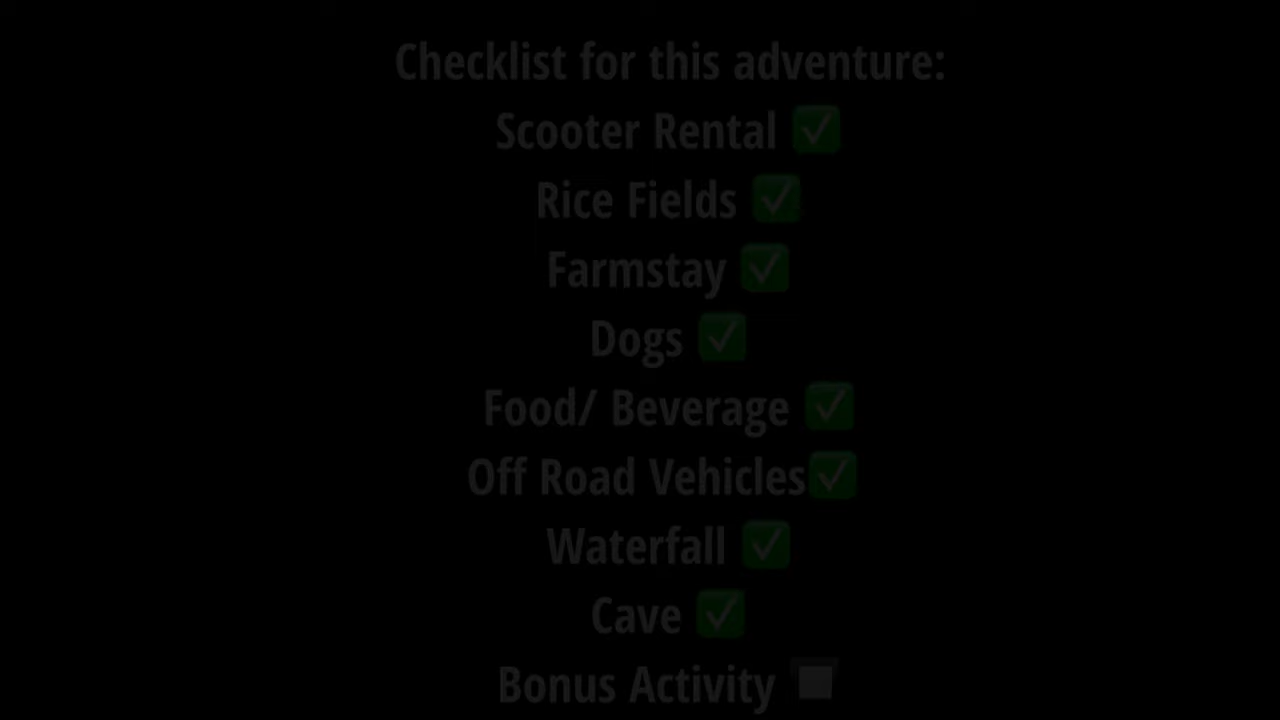 Checklist for this adventure:
Scooter Rental ✅
Rice Fields ✅
Farmstay ✅
Dogs ✅
Food/ Beverage ✅
Off Road Vehicles✅
Waterfall ✅
Cave ✅
Bonus Activity ⬜